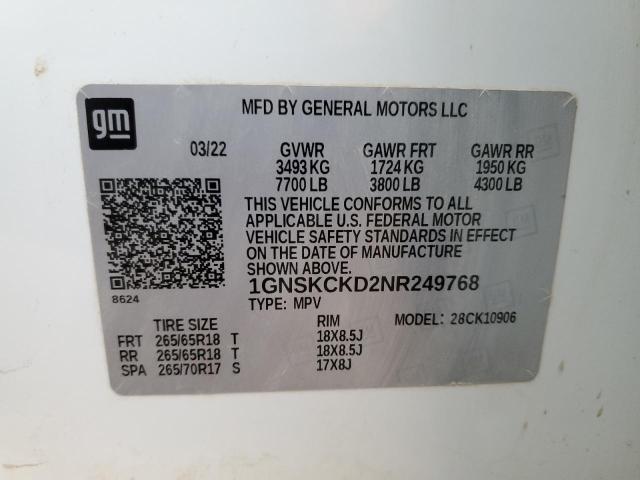 gm
MFD BY GENERAL MOTORS LLC
03/22 GVWR GAWR FRT GAWR RR
3493 KG 1724 KG 1950 KG
7700 LB 3800 LB 4300 LB
THIS VEHICLE CONFORMS TO ALL
APPLICABLE U.S. FEDERAL MOTOR
VEHICLE SAFETY STANDARDS IN EFFECT
ON THE DATE OF MANUFACTURE
SHOWN ABOVE.
8624
1GNSKCKD2NR249768
TYPE: MPV
TIRE SIZE RIM MODEL: 28CK10906
FRT 265/65R18 T 18X8.5J
RR 265/65R18 T 18X8.5J
SPA 265/70R17 S 17X8J